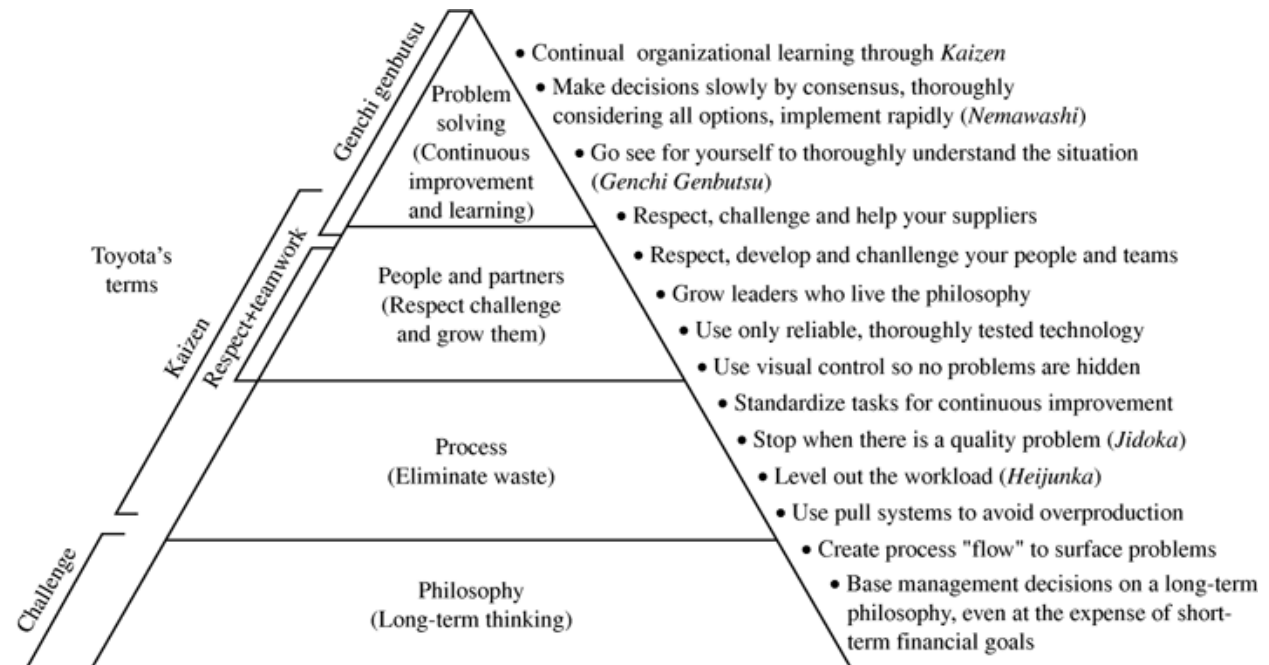 Toyota's
terms
Genchi genbutsu
Kaizen
Respect+teamwork
Challenge
Problem
solving
(Continuous
improvement
and learning)
People and partners
(Respect challenge
and grow them)
Process
(Eliminate waste)
Philosophy
(Long-term thinking)
• Continual organizational learning through Kaizen
• Make decisions slowly by consensus, thoroughly
considering all options, implement rapidly (Nemawashi)
• Go see for yourself to thoroughly understand the situation
(Genchi Genbutsu)
• Respect, challenge and help your suppliers
• Respect, develop and chanllenge your people and teams
• Grow leaders who live the philosophy
• Use only reliable, thoroughly tested technology
• Use visual control so no problems are hidden
• Standardize tasks for continuous improvement
• Stop when there is a quality problem (Jidoka)
• Level out the workload (Heijunka)
• Use pull systems to avoid overproduction
• Create process "flow" to surface problems
• Base management decisions on a long-term
philosophy, even at the expense of short-
term financial goals